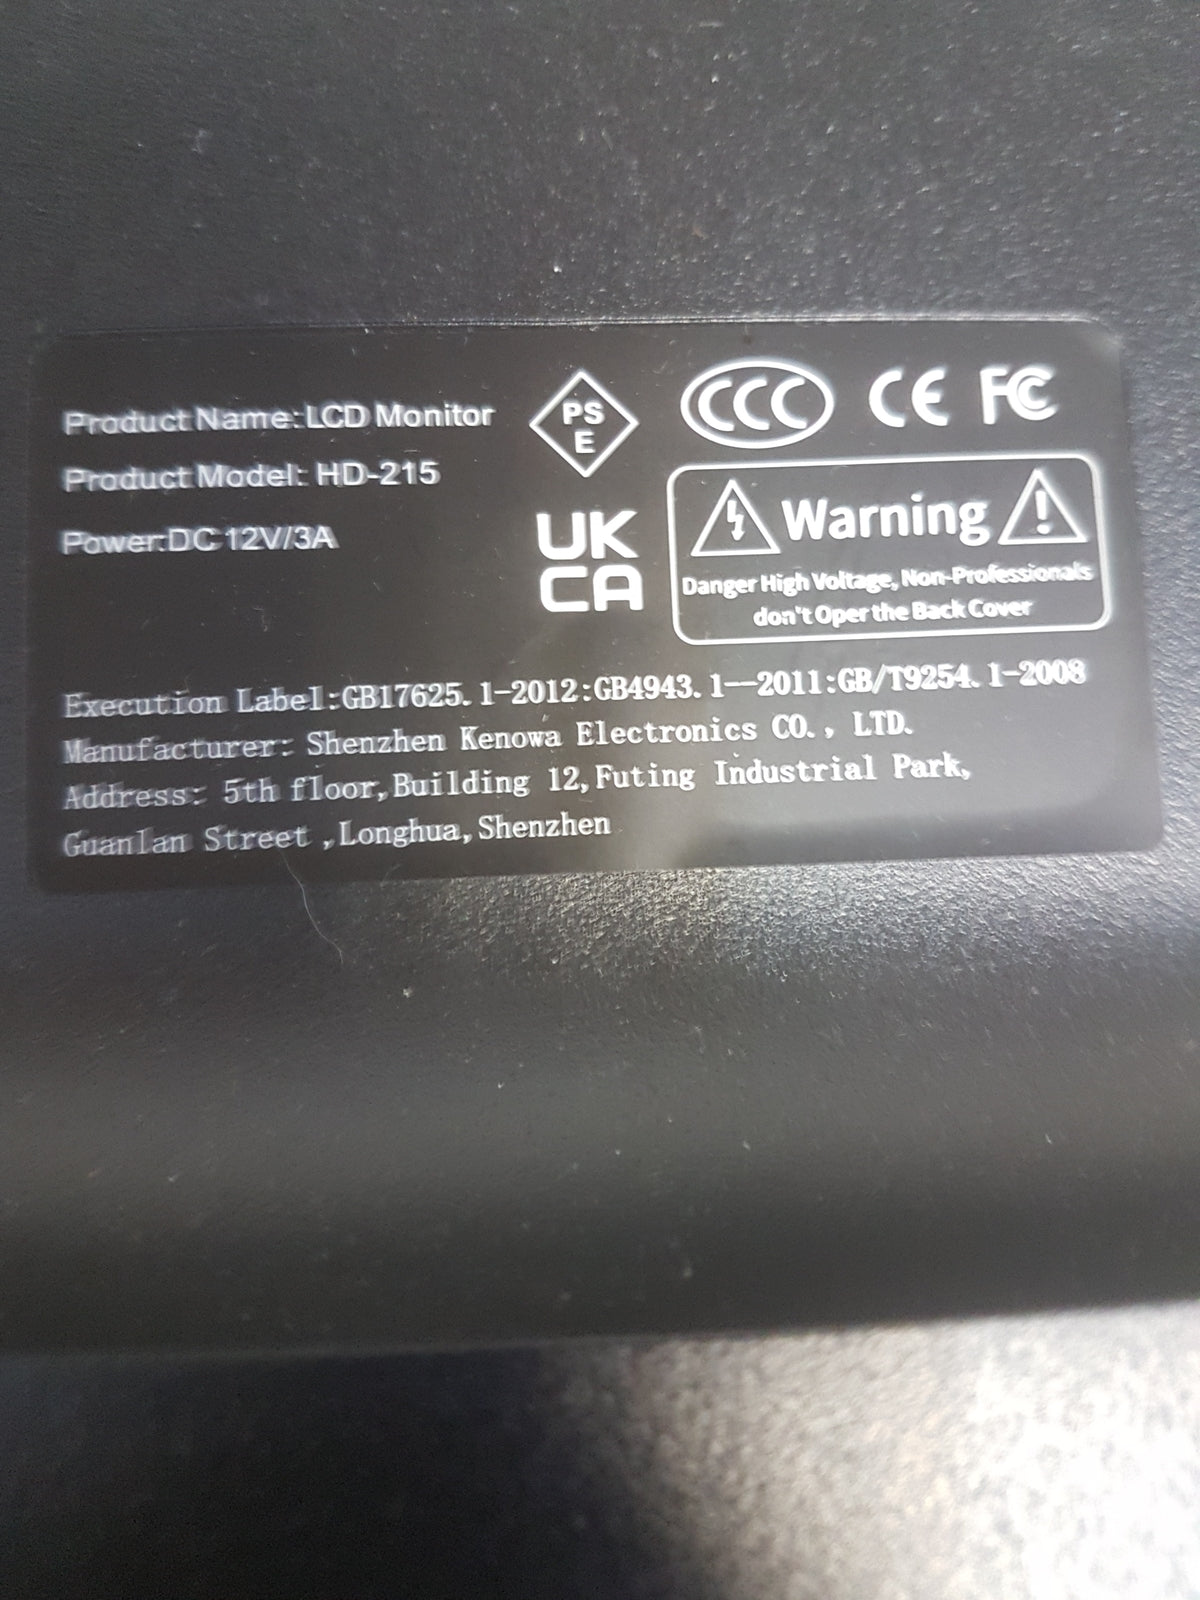 Product Name:LCD Monitor
Product Model: HD-215
Power:DC 12V/3A
PS
E
CCC
CE
FC
UK
CA
Warning
Danger High Voltage, Non-Professionals
don't Oper the Back Cover
Execution Label:GB17625.1-2012:GB4943.1—2011:GB/T9254.1-2008
Manufacturer: Shenzhen Kenowa Electronics CO., LTD.
Address: 5th floor,Building 12,Futing Industrial Park,
Guanlan Street ,Longhua,Shenzhen